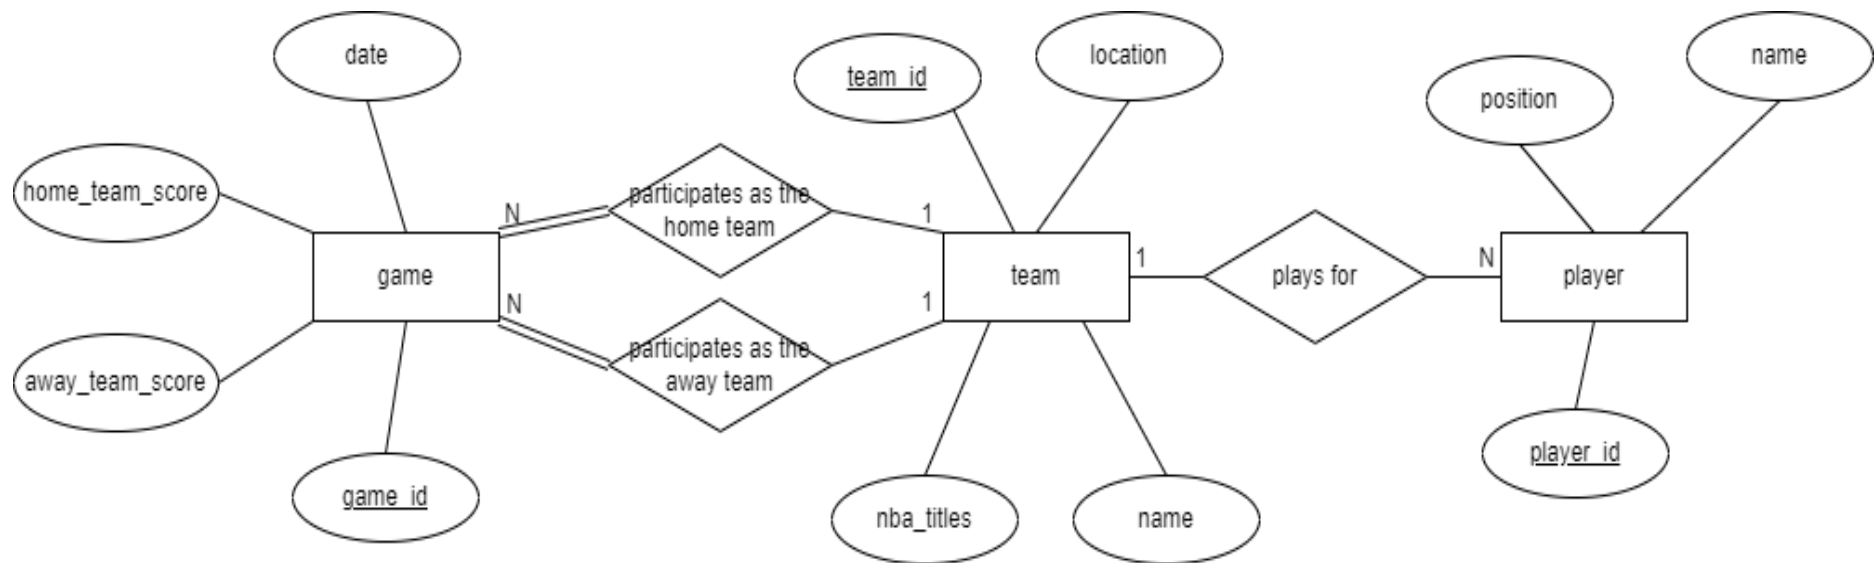 date
team_id
location
name
position
home_team_score
participates as the
home team
N
1
game
N
1
team
1
plays for
N
player
participates as the
away team
away_team_score
player_id
game_id
nba_titles
name